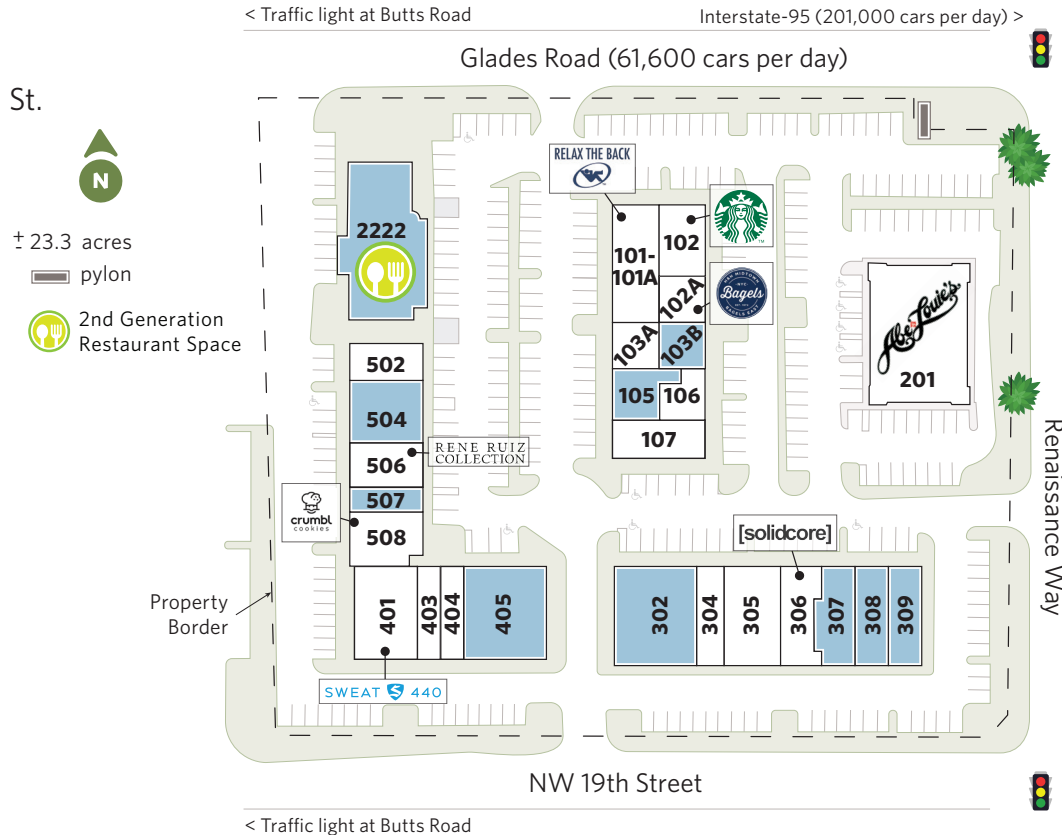 < Traffic light at Butts Road
Interstate-95 (201,000 cars per day) >
Glades Road (61,600 cars per day)
St.
N
± 23.3 acres
pylon
2nd Generation
Restaurant Space
RELAX THE BACK
2222
101-
101A
102
102A
Bagels
103A
103B
105
106
107
Abe & Louie's
201
502
504
506
RENE RUIZ
COLLECTION
507
crumbl
cookies
508
[solidcore]
401
403
404
405
302
304
305
306
307
308
309
Property
Border
SWEAT 440
Renaissance Way
NW 19th Street
< Traffic light at Butts Road